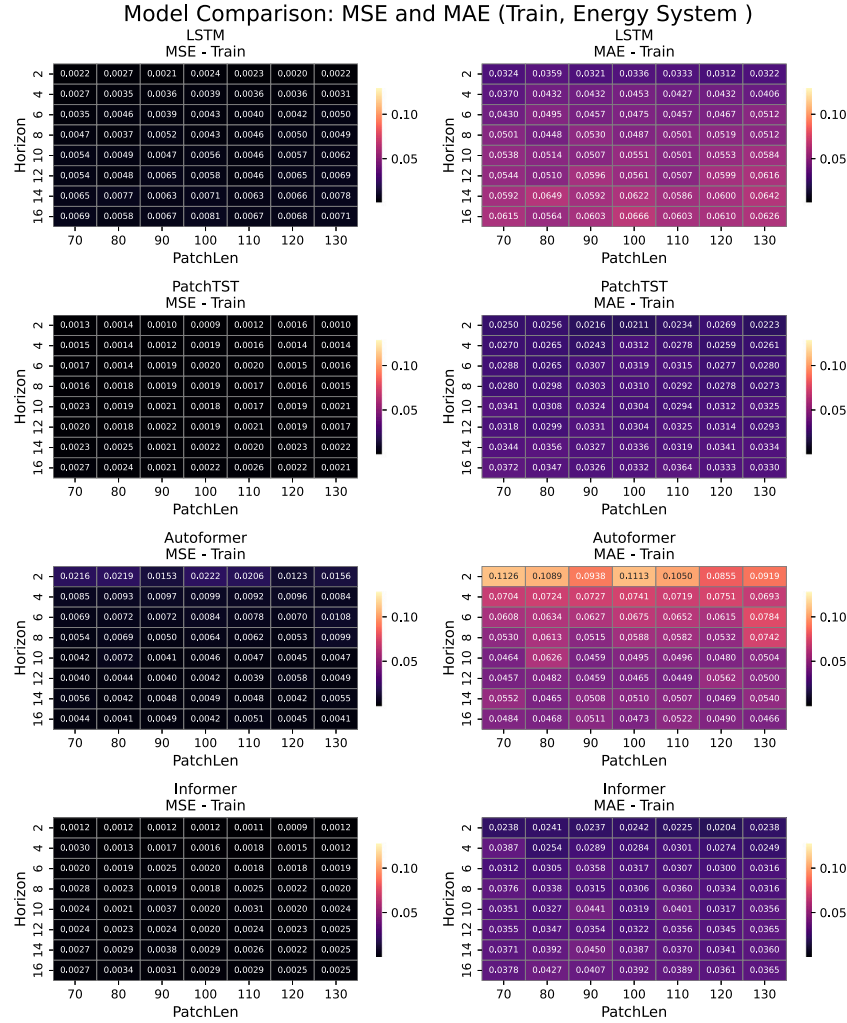 Model Comparison: MSE and MAE (Train, Energy System )
LSTM
MSE - Train
2 0.0022 0.0027 0.0021 0.0024 0.0023 0.0020 0.0022
4 0.0027 0.0035 0.0036 0.0039 0.0036 0.0036 0.0031
6 0.0035 0.0046 0.0039 0.0043 0.0040 0.0042 0.0050
8 0.0047 0.0037 0.0052 0.0043 0.0046 0.0050 0.0049
10 0.0054 0.0049 0.0047 0.0056 0.0046 0.0057 0.0062
12 0.0054 0.0048 0.0065 0.0058 0.0046 0.0065 0.0069
14 0.0065 0.0077 0.0063 0.0071 0.0063 0.0066 0.0078
16 0.0069 0.0058 0.0067 0.0081 0.0067 0.0068 0.0071
70 80 90 100 110 120 130
PatchLen
Horizon
0.10
0.05
LSTM
MAE - Train
2 0.0324 0.0359 0.0321 0.0336 0.0333 0.0312 0.0322
4 0.0370 0.0432 0.0432 0.0453 0.0427 0.0432 0.0406
6 0.0430 0.0495 0.0457 0.0475 0.0457 0.0467 0.0512
8 0.0501 0.0448 0.0530 0.0487 0.0501 0.0519 0.0512
10 0.0538 0.0514 0.0507 0.0551 0.0501 0.0553 0.0584
12 0.0544 0.0510 0.0596 0.0561 0.0507 0.0599 0.0616
14 0.0592 0.0649 0.0592 0.0622 0.0586 0.0600 0.0642
16 0.0615 0.0564 0.0603 0.0666 0.0603 0.0610 0.0626
70 80 90 100 110 120 130
PatchLen
Horizon
0.10
0.05
PatchTST
MSE - Train
2 0.0013 0.0014 0.0010 0.0009 0.0012 0.0016 0.0010
4 0.0015 0.0014 0.0012 0.0019 0.0016 0.0014 0.0014
6 0.0017 0.0014 0.0019 0.0020 0.0020 0.0015 0.0016
8 0.0016 0.0018 0.0019 0.0019 0.0017 0.0016 0.0015
10 0.0023 0.0019 0.0021 0.0018 0.0017 0.0019 0.0021
12 0.0020 0.0018 0.0022 0.0019 0.0021 0.0019 0.0017
14 0.0023 0.0025 0.0021 0.0022 0.0020 0.0023 0.0022
16 0.0027 0.0024 0.0021 0.0022 0.0026 0.0022 0.0021
70 80 90 100 110 120 130
PatchLen
Horizon
0.10
0.05
PatchTST
MAE - Train
2 0.0250 0.0256 0.0216 0.0211 0.0234 0.0269 0.0223
4 0.0270 0.0265 0.0243 0.0312 0.0278 0.0259 0.0261
6 0.0288 0.0265 0.0307 0.0319 0.0315 0.0277 0.0280
8 0.0280 0.0298 0.0303 0.0310 0.0292 0.0278 0.0273
10 0.0341 0.0308 0.0324 0.0304 0.0294 0.0312 0.0325
12 0.0318 0.0299 0.0331 0.0304 0.0325 0.0314 0.0293
14 0.0344 0.0356 0.0327 0.0336 0.0319 0.0341 0.0334
16 0.0372 0.0347 0.0326 0.0332 0.0364 0.0333 0.0330
70 80 90 100 110 120 130
PatchLen
Horizon
0.10
0.05
Autoformer
MSE - Train
2 0.0216 0.0219 0.0153 0.0222 0.0206 0.0123 0.0156
4 0.0085 0.0093 0.0097 0.0099 0.0092 0.0096 0.0084
6 0.0069 0.0072 0.0072 0.0084 0.0078 0.0070 0.0108
8 0.0054 0.0069 0.0050 0.0064 0.0062 0.0053 0.0099
10 0.0042 0.0072 0.0041 0.0046 0.0047 0.0045 0.0047
12 0.0040 0.0044 0.0040 0.0042 0.0039 0.0058 0.0049
14 0.0056 0.0042 0.0048 0.0049 0.0048 0.0042 0.0055
16 0.0044 0.0041 0.0049 0.0042 0.0051 0.0045 0.0041
70 80 90 100 110 120 130
PatchLen
Horizon
0.10
0.05
Autoformer
MAE - Train
2 0.1126 0.1089 0.0938 0.1113 0.1050 0.0855 0.0919
4 0.0704 0.0724 0.0727 0.0741 0.0719 0.0751 0.0693
6 0.0608 0.0634 0.0627 0.0675 0.0652 0.0615 0.0784
8 0.0530 0.0613 0.0515 0.0588 0.0582 0.0532 0.0742
10 0.0464 0.0626 0.0459 0.0495 0.0496 0.0480 0.0504
12 0.0457 0.0482 0.0459 0.0465 0.0449 0.0562 0.0500
14 0.0552 0.0465 0.0508 0.0510 0.0507 0.0469 0.0540
16 0.0484 0.0468 0.0511 0.0473 0.0522 0.0490 0.0466
70 80 90 100 110 120 130
PatchLen
Horizon
0.10
0.05
Informer
MSE - Train
2 0.0012 0.0012 0.0012 0.0012 0.0011 0.0009 0.0012
4 0.0030 0.0013 0.0017 0.0016 0.0018 0.0015 0.0012
6 0.0020 0.0019 0.0025 0.0020 0.0018 0.0018 0.0019
8 0.0028 0.0023 0.0019 0.0018 0.0025 0.0022 0.0020
10 0.0024 0.0021 0.0037 0.0020 0.0031 0.0020 0.0024
12 0.0024 0.0023 0.0024 0.0020 0.0024 0.0023 0.0025
14 0.0027 0.0029 0.0038 0.0029 0.0026 0.0022 0.0025
16 0.0027 0.0034 0.0031 0.0029 0.0029 0.0025 0.0025
70 80 90 100 110 120 130
PatchLen
Horizon
0.10
0.05
Informer
MAE - Train
2 0.0238 0.0241 0.0237 0.0242 0.0225 0.0204 0.0238
4 0.0387 0.0254 0.0289 0.0284 0.0301 0.0274 0.0249
6 0.0312 0.0305 0.0358 0.0317 0.0307 0.0300 0.0316
8 0.0376 0.0338 0.0315 0.0306 0.0360 0.0334 0.0316
10 0.0351 0.0327 0.0441 0.0319 0.0401 0.0317 0.0356
12 0.0355 0.0347 0.0354 0.0322 0.0356 0.0345 0.0365
14 0.0371 0.0392 0.0450 0.0387 0.0370 0.0341 0.0360
16 0.0378 0.0427 0.0407 0.0392 0.0389 0.0361 0.0365
70 80 90 100 110 120 130
PatchLen
Horizon
0.10
0.05